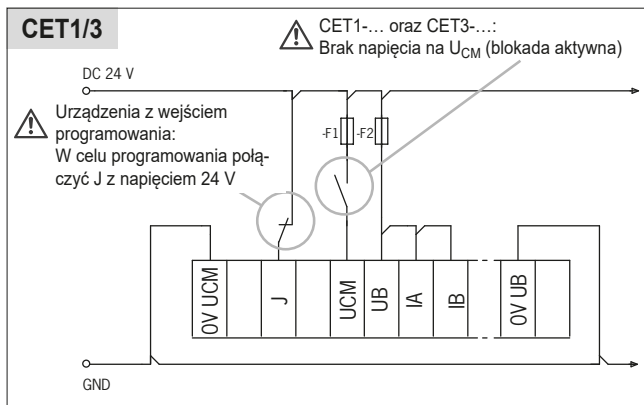 CET1/3
CET1-… oraz CET3-…:
Brak napięcia na UCM (blokada aktywna)
DC 24 V
Urządzenia z wejściem
programowania:
W celu programowania połą-
czyć J z napięciem 24 V
-F1
-F2
0V UCM
J
UCM
UB
IA
IB
0V UB
GND